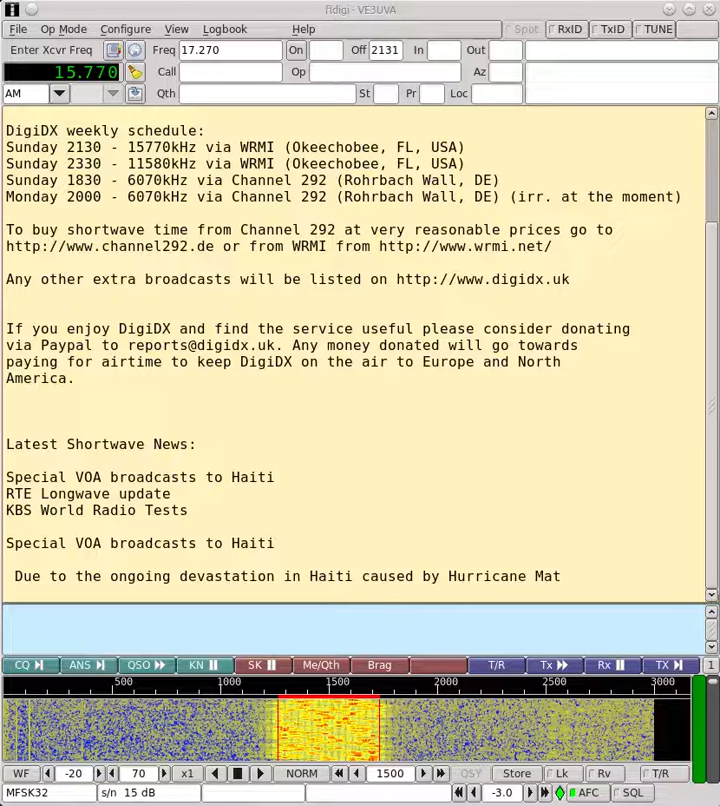 fldigi - VE3UVA
File Op Mode Configure View Logbook Help Spot RxID TxID TUNE
Enter Xcvr Freq Freq 17.270 On Off 2131 In Out
15.770 Call Op Az
AM Qth St Pr Loc
DigiDX weekly schedule:
Sunday 2130 - 15770kHz via WRMI (Okeechobee, FL, USA)
Sunday 2330 - 11580kHz via WRMI (Okeechobee, FL, USA)
Sunday 1830 - 6070kHz via Channel 292 (Rohrbach Wall, DE)
Monday 2000 - 6070kHz via Channel 292 (Rohrbach Wall, DE) (irr. at the moment)
To buy shortwave time from Channel 292 at very reasonable prices go to
http://www.channel292.de or from WRMI from http://www.wrmi.net/
Any other extra broadcasts will be listed on http://www.digidx.uk
If you enjoy DigiDX and find the service useful please consider donating
via Paypal to reports@digidx.uk. Any money donated will go towards
paying for airtime to keep DigiDX on the air to Europe and North
America.
Latest Shortwave News:
Special VOA broadcasts to Haiti
RTE Longwave update
KBS World Radio Tests
Special VOA broadcasts to Haiti
Due to the ongoing devastation in Haiti caused by Hurricane Mat
CQ ANS QSO KN SK Me/Qth Brag T/R Tx Rx TX 1
500 1000 1500 2000 2500 3000
WF -20 70 x1 NORM 1500 QSY Store Lk Rv T/R
MFSK32 s/n 15 dB -3.0 AFC SQL